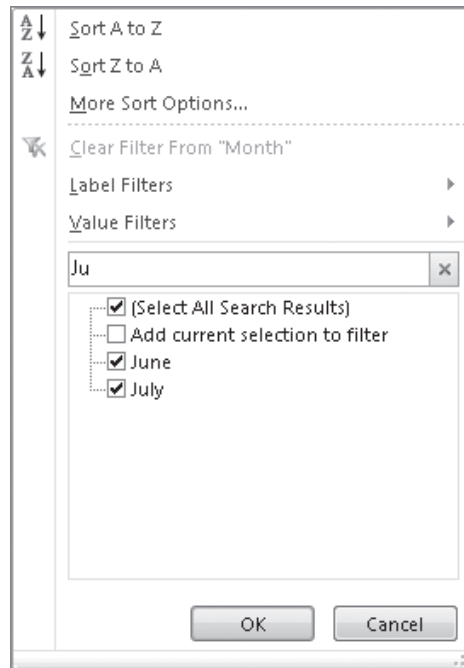 Sort A to Z
Sort Z to A
More Sort Options...
Clear Filter From "Month"
Label Filters
Value Filters
Ju
(Select All Search Results)
Add current selection to filter
June
July
OK Cancel